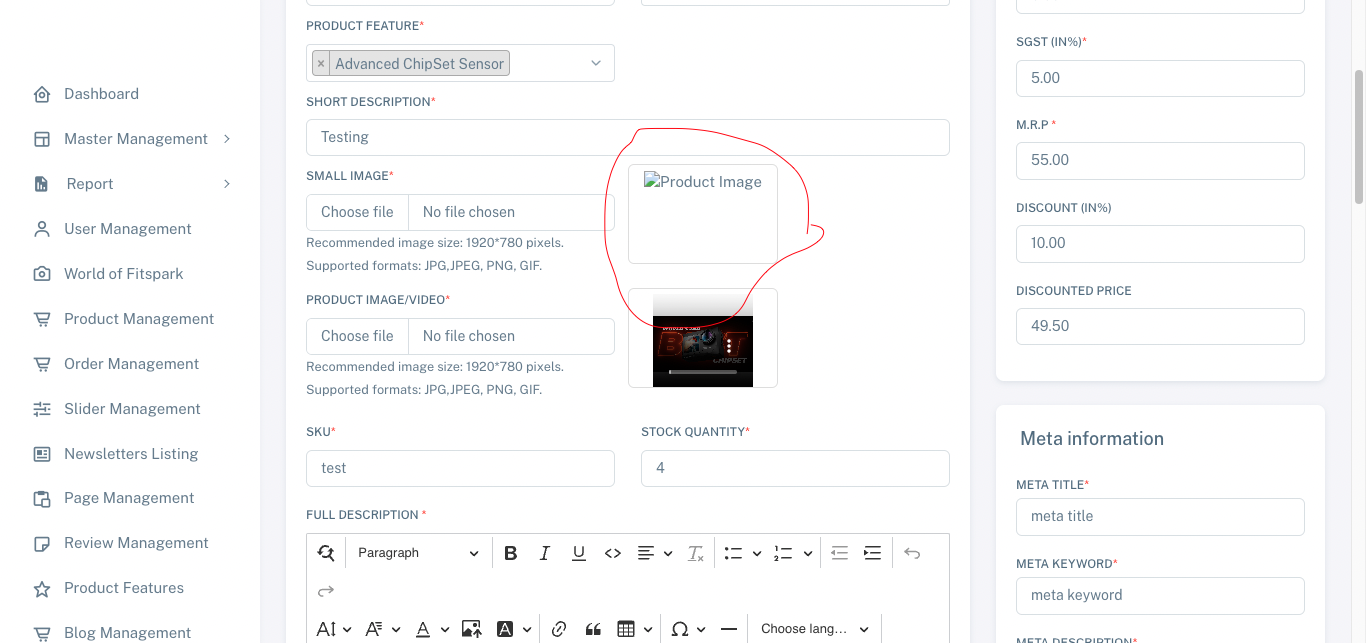 Dashboard
Master Management
Report
User Management
World of Fitspark
Product Management
Order Management
Slider Management
Newsletters Listing
Page Management
Review Management
Product Features
Blog Management
PRODUCT FEATURE*
× Advanced ChipSet Sensor
SHORT DESCRIPTION*
Testing
SMALL IMAGE*
Choose file No file chosen
Recommended image size: 1920*780 pixels.
Supported formats: JPG,JPEG, PNG, GIF.
Product Image
PRODUCT IMAGE/VIDEO*
Choose file No file chosen
Recommended image size: 1920*780 pixels.
Supported formats: JPG,JPEG, PNG, GIF.
CHIPSET
SKU*
test
STOCK QUANTITY*
4
FULL DESCRIPTION *
Paragraph
Choose lang...
SGST (IN%)*
5.00
M.R.P *
55.00
DISCOUNT (IN%)
10.00
DISCOUNTED PRICE
49.50
Meta information
META TITLE*
meta title
META KEYWORD*
meta keyword
META DESCRIPTION*